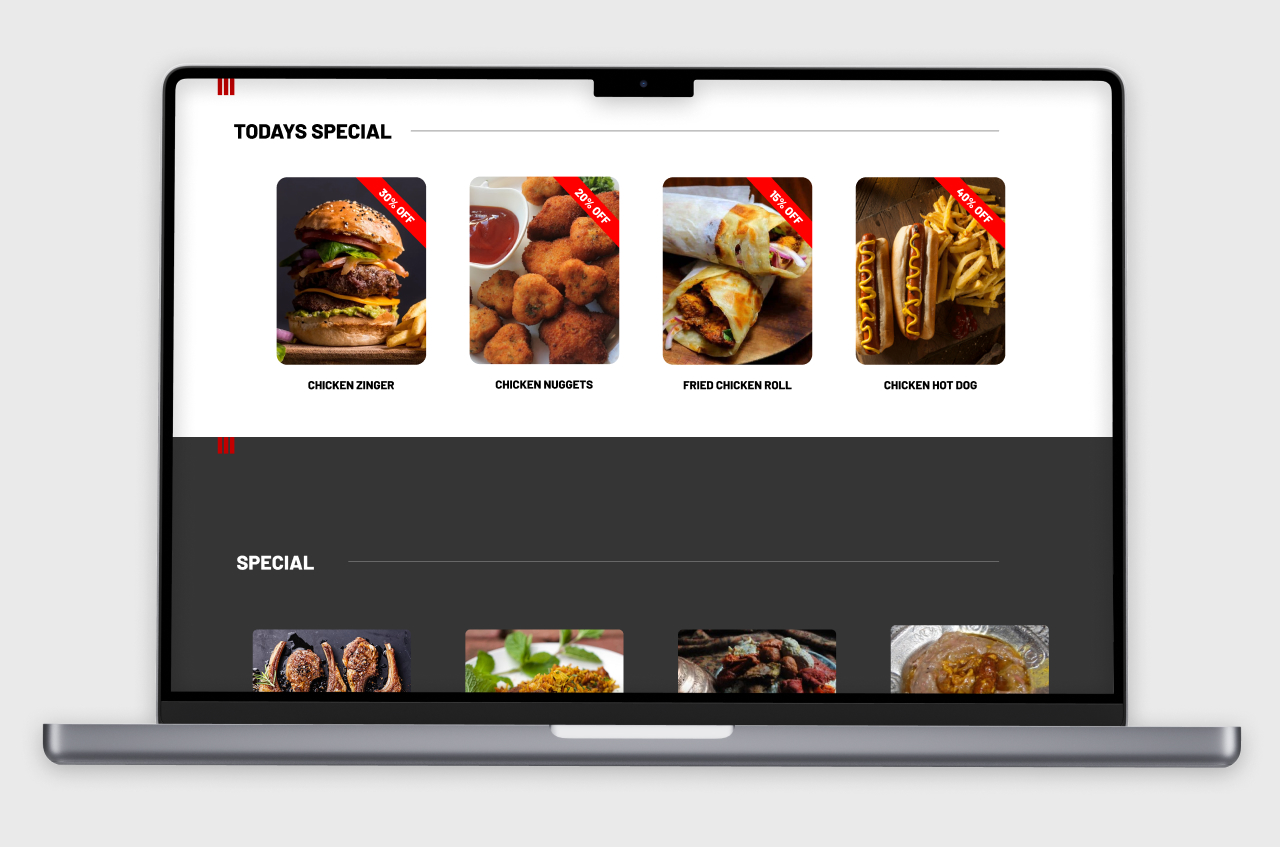 TODAYS SPECIAL
30% OFF
20% OFF
15% OFF
40% OFF
CHICKEN ZINGER
CHICKEN NUGGETS
FRIED CHICKEN ROLL
CHICKEN HOT DOG
SPECIAL